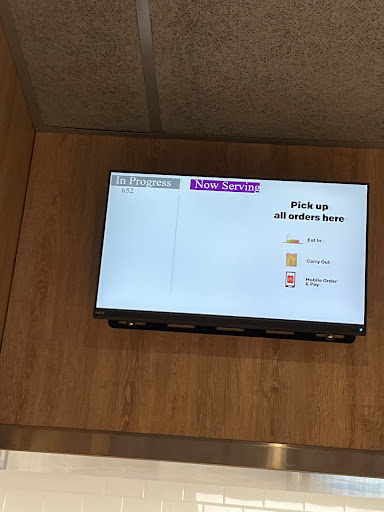 In Progress
652
Now Serving
Pick up
all orders here
Eat In
Carry Out
Mobile Order
& Pay